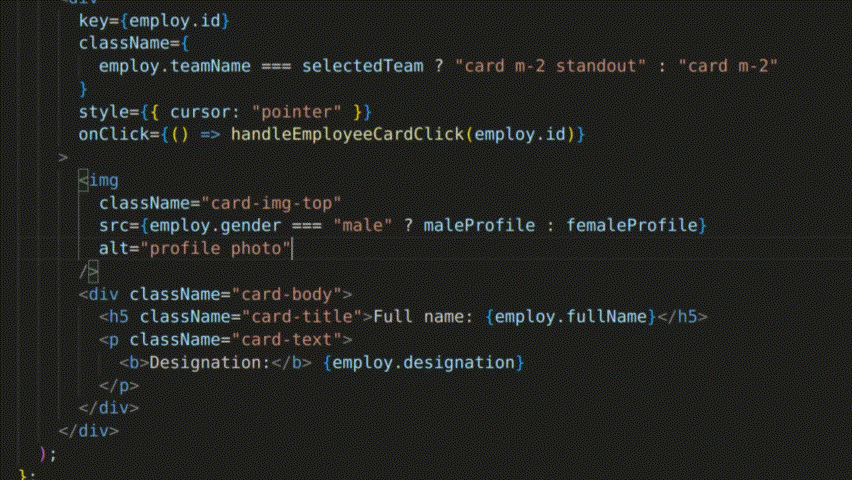 <div
key={employ.id}
className={
employ.teamName === selectedTeam ? "card m-2 standout" : "card m-2"
}
style={{ cursor: "pointer" }}
onClick={() => handleEmployeeCardClick(employ.id)}
>
<img
className="card-img-top"
src={employ.gender === "male" ? maleProfile : femaleProfile}
alt="profile photo"
/>
<div className="card-body">
<h5 className="card-title">Full name: {employ.fullName}</h5>
<p className="card-text">
<b>Designation:</b> {employ.designation}
</p>
</div>
</div>
);
};